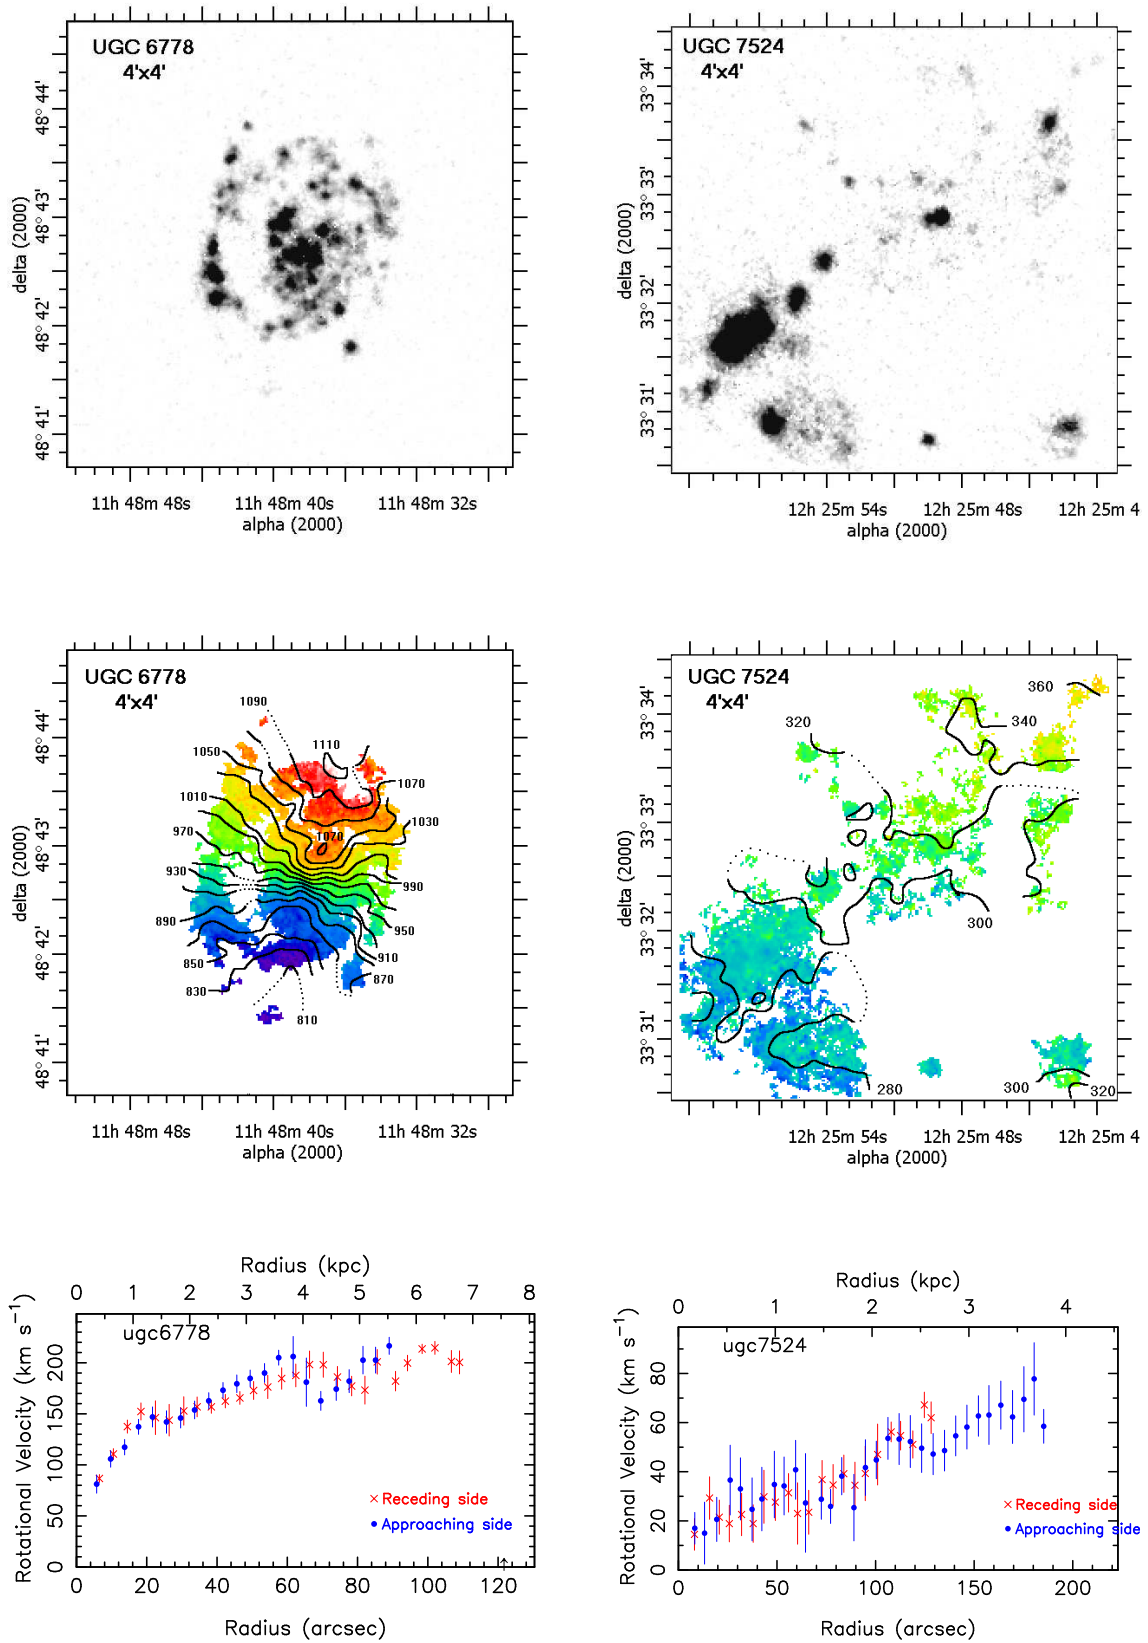 UGC 6778
4'x4'
48° 44'
48° 43'
48° 42'
48° 41'
delta (2000)
11h 48m 48s 11h 48m 40s 11h 48m 32s
alpha (2000)
UGC 7524
4'x4'
33° 34'
33° 33'
33° 32'
33° 31'
delta (2000)
12h 25m 54s 12h 25m 48s 12h 25m 4
alpha (2000)
UGC 6778
4'x4'
1090
1050
1110
1070
1010
1030
970
1070
930
990
890
950
850
910
870
830
810
48° 44'
48° 43'
48° 42'
48° 41'
delta (2000)
11h 48m 48s 11h 48m 40s 11h 48m 32s
alpha (2000)
UGC 7524
4'x4'
360
320
340
300
280
300
320
33° 34'
33° 33'
33° 32'
33° 31'
delta (2000)
12h 25m 54s 12h 25m 48s 12h 25m 4
alpha (2000)
Radius (kpc)
0 1 2 3 4 5 6 7 8
ugc6778
Rotational Velocity (km s⁻¹)
200
150
100
50
0
× Receding side
• Approaching side
0 20 40 60 80 100 120
Radius (arcsec)
Radius (kpc)
0 1 2 3 4
ugc7524
Rotational Velocity (km s⁻¹)
80
60
40
20
0
× Receding side
• Approaching side
0 50 100 150 200
Radius (arcsec)